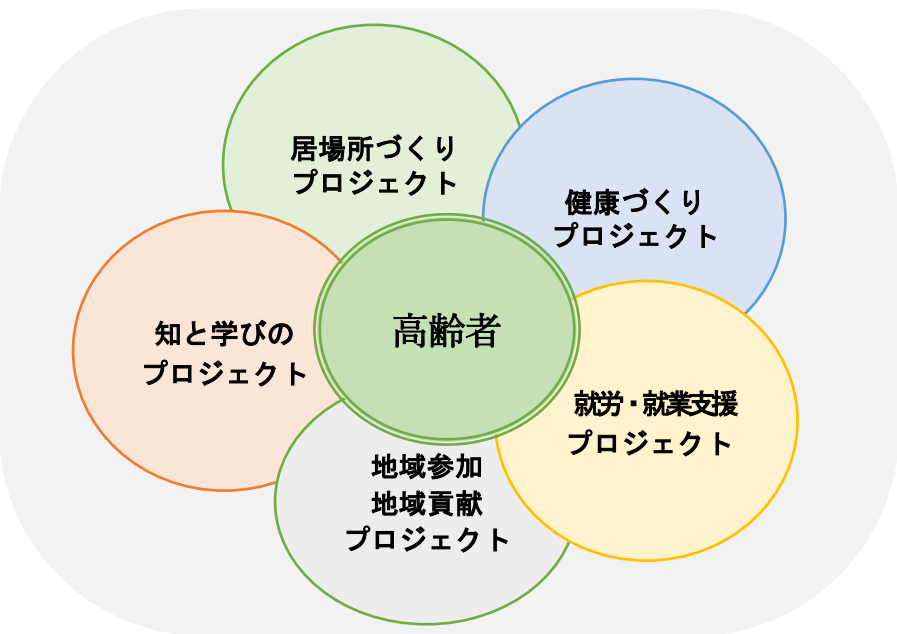 居場所づくり
プロジェクト
健康づくり
プロジェクト
高齢者
知と学びの
プロジェクト
就労・就業支援
プロジェクト
地域参加
地域貢献
プロジェクト